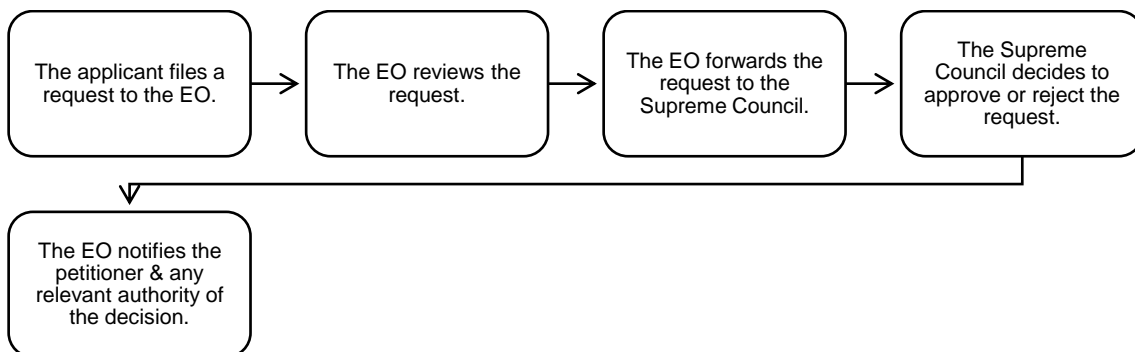 The applicant files a
request to the EO.
The EO reviews the
request.
The EO forwards the
request to the
Supreme Council.
The Supreme
Council decides to
approve or reject the
request.
The EO notifies the
petitioner & any
relevant authority of
the decision.